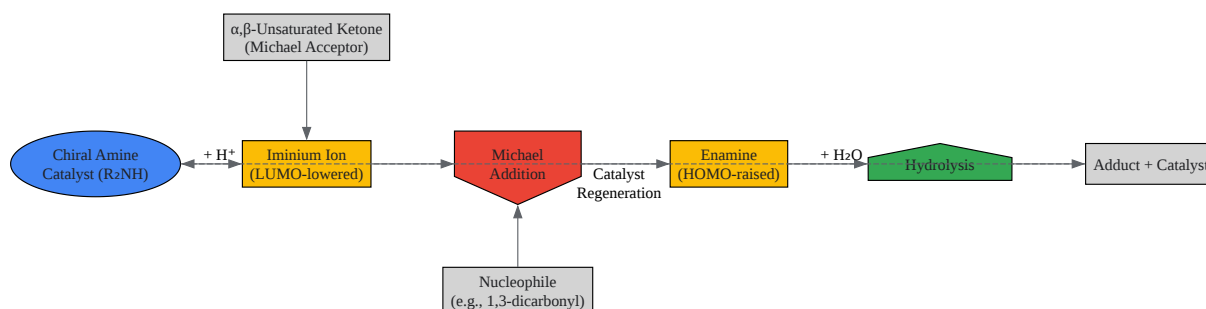 α,β-Unsaturated Ketone
(Michael Acceptor)
Chiral Amine
Catalyst (R₂NH)
+ H⁺
Iminium Ion
(LUMO-lowered)
Michael
Addition
Catalyst
Regeneration
Enamine
(HOMO-raised)
+ H₂O
Hydrolysis
Adduct + Catalyst
Nucleophile
(e.g., 1,3-dicarbonyl)